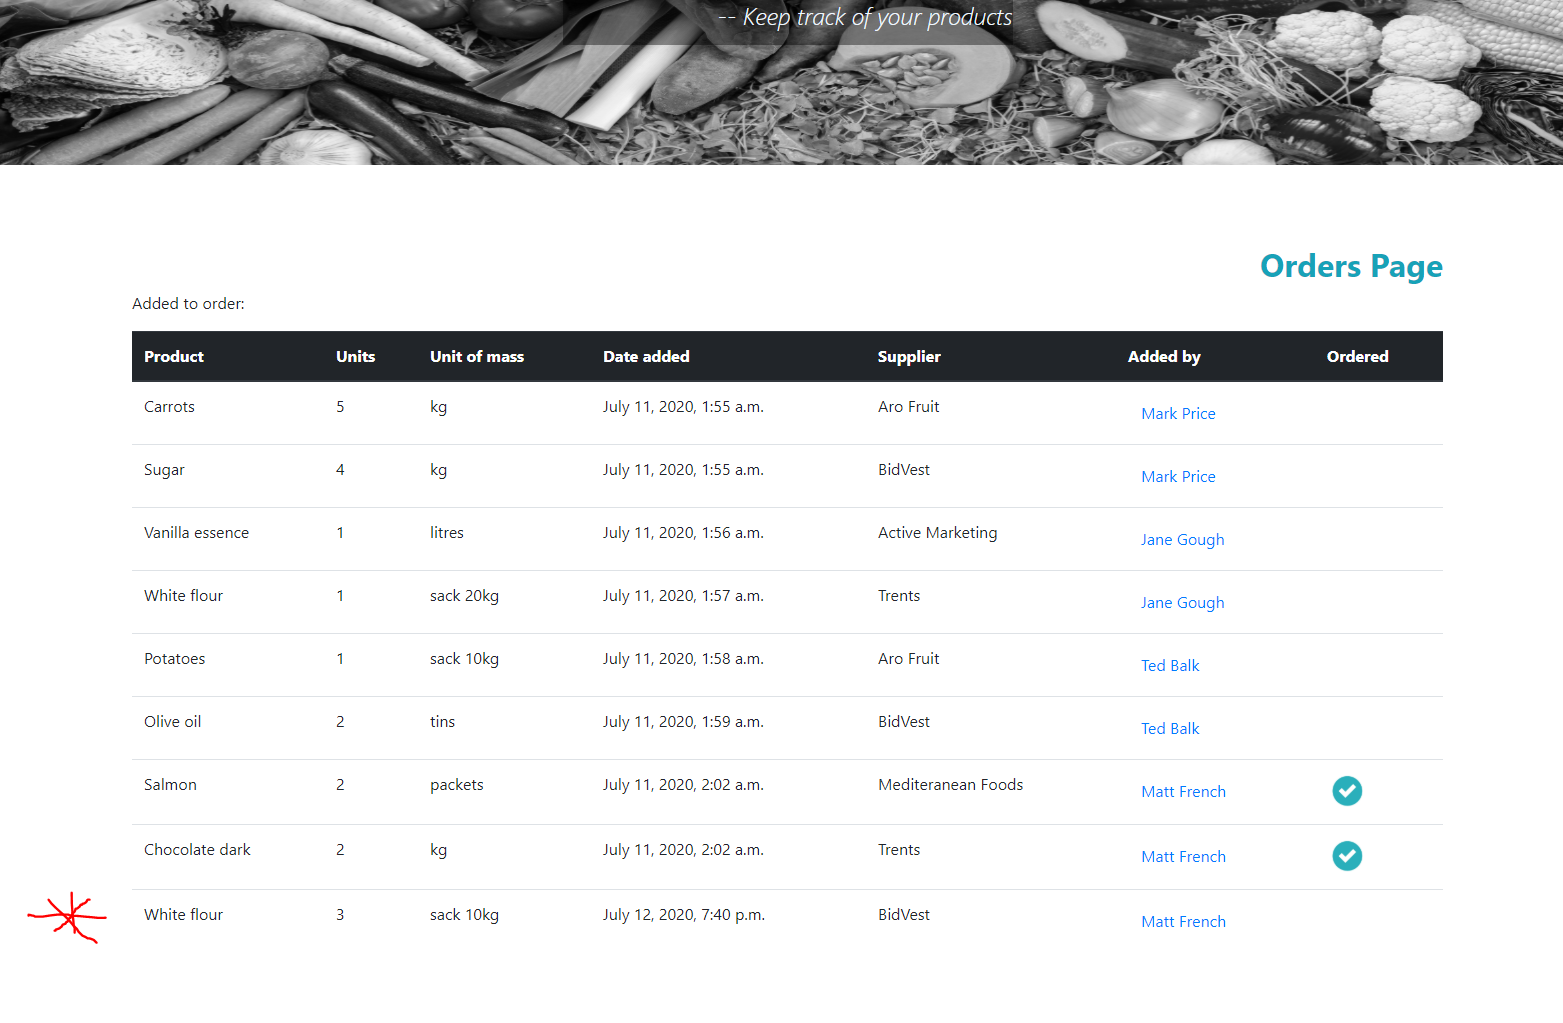 -- Keep track of your products
Orders Page
Added to order:
Product Units Unit of mass Date added Supplier Added by Ordered
Carrots 5 kg July 11, 2020, 1:55 a.m. Aro Fruit Mark Price
Sugar 4 kg July 11, 2020, 1:55 a.m. BidVest Mark Price
Vanilla essence 1 litres July 11, 2020, 1:56 a.m. Active Marketing Jane Gough
White flour 1 sack 20kg July 11, 2020, 1:57 a.m. Trents Jane Gough
Potatoes 1 sack 10kg July 11, 2020, 1:58 a.m. Aro Fruit Ted Balk
Olive oil 2 tins July 11, 2020, 1:59 a.m. BidVest Ted Balk
Salmon 2 packets July 11, 2020, 2:02 a.m. Mediteranean Foods Matt French
Chocolate dark 2 kg July 11, 2020, 2:02 a.m. Trents Matt French
White flour 3 sack 10kg July 12, 2020, 7:40 p.m. BidVest Matt French